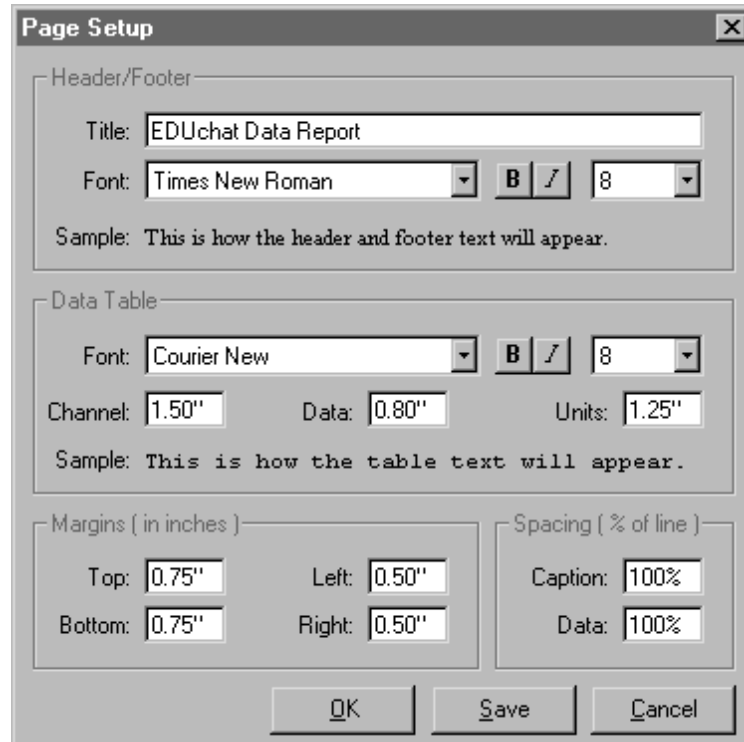 Page Setup
Header/Footer
Title: EDUchat Data Report
Font: Times New Roman B I 8
Sample: This is how the header and footer text will appear.
Data Table
Font: Courier New B I 8
Channel: 1.50" Data: 0.80" Units: 1.25"
Sample: This is how the table text will appear.
Margins ( in inches ) Spacing ( % of line )
Top: 0.75" Left: 0.50" Caption: 100%
Bottom: 0.75" Right: 0.50" Data: 100%
OK Save Cancel